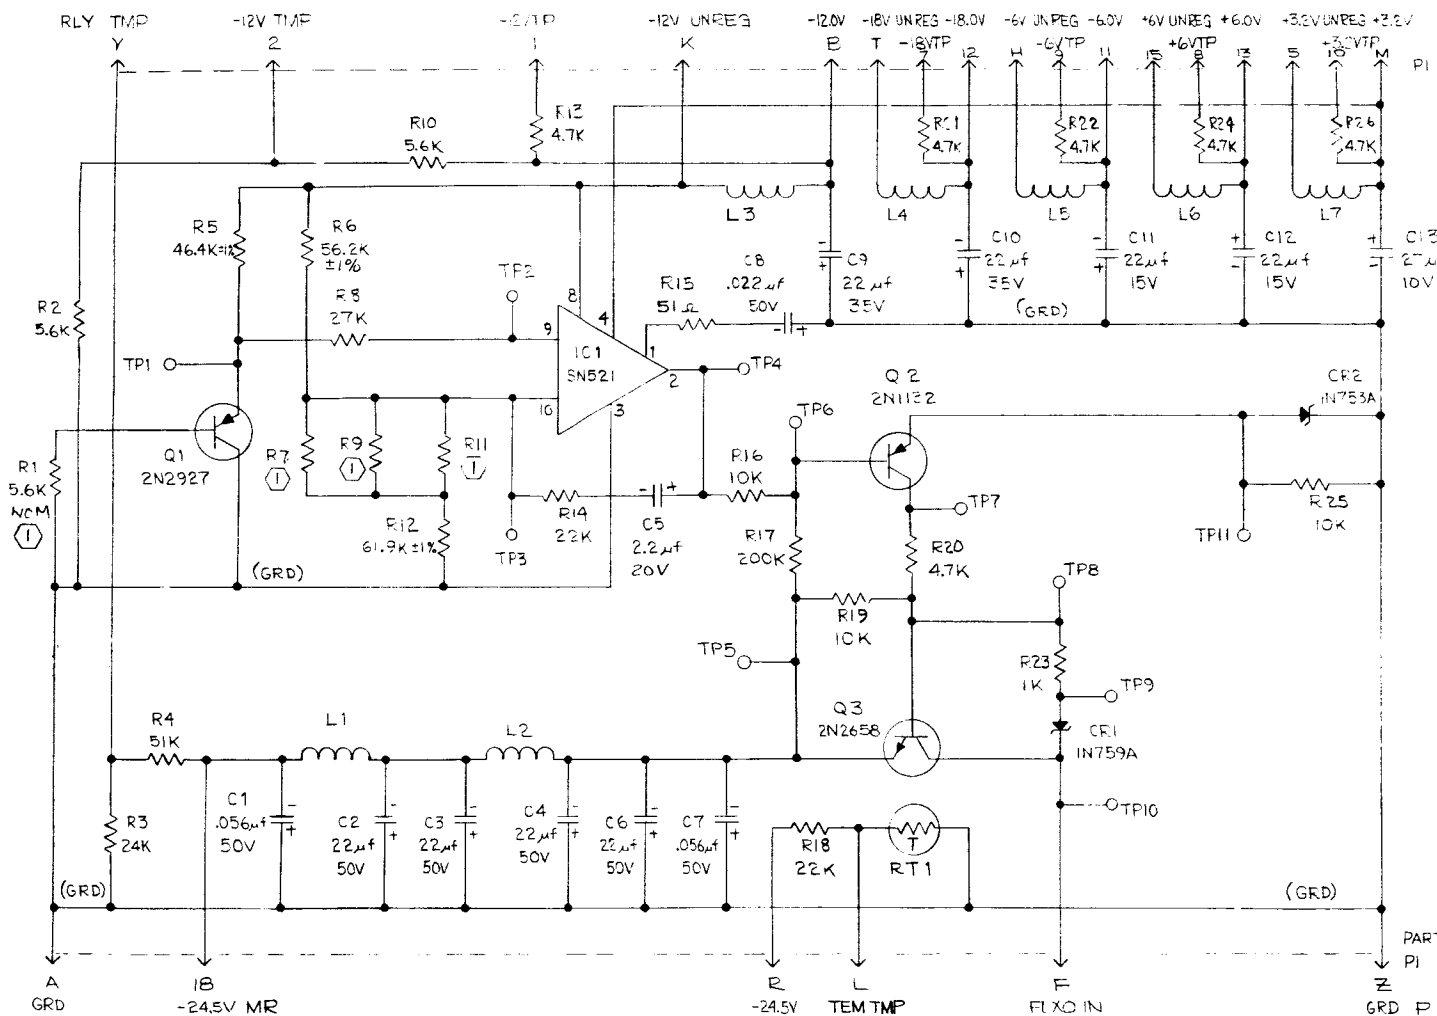 RLY TMP
-12V TMP
-12VTP
-12V UNREG
-12.0V
-18V UNREG
-18.0V
-6V UNREG
-6.0V
+6V UNREG
+6.0V
+3.2V UNREG
+3.2V
-18VTP
-6VTP
+6VTP
+3.2VTP
Y
2
1
K
B
T
7
12
H
9
11
15
8
13
5
10
M
P1
R10
5.6K
R13
4.7K
R21
4.7K
R22
4.7K
R24
4.7K
R26
4.7K
L3
L4
L5
L6
L7
R5
46.4K±1%
R6
56.2K
±1%
R8
27K
TP2
R15
51Ω
C8
.022µf
50V
C9
22µf
35V
C10
22µf
35V
C11
22µf
15V
C12
22µf
15V
C13
10V
(GRD)
R2
5.6K
TP1
8
4
9
10
1
2
3
IC1
SN521
TP4
Q1
2N2927
R1
5.6K
NOM
1
R7
1
R9
1
R11
1
R12
61.9K±1%
R14
22K
TP3
C5
2.2µf
20V
(GRD)
TP6
R16
10K
R17
200K
Q2
2N1132
TP7
R20
4.7K
R19
10K
CR2
1N753A
R25
10K
TP11
TP8
TP5
R23
1K
TP9
Q3
2N2658
CR1
1N759A
TP10
R4
51K
L1
L2
R3
24K
C1
.056µf
50V
C2
22µf
50V
C3
22µf
50V
C4
22µf
50V
C6
22µf
50V
C7
.056µf
50V
R18
22K
T
RT1
(GRD)
(GRD)
PART
P1
A
GRD
18
-24.5V MR
R
-24.5V
L
TEM TMP
F
FLXO IN
Z
GRD P